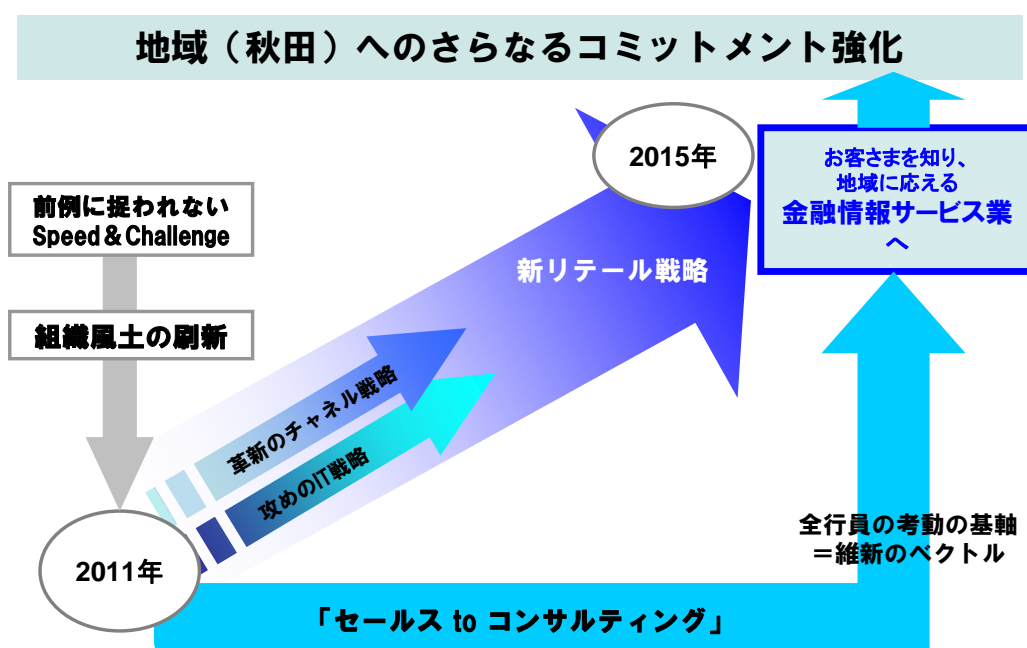 地域（秋田）へのさらなるコミットメント強化
2015年
お客さまを知り、
地域に応える
金融情報サービス業
へ
前例に捉われない
Speed＆Challenge
新リテール戦略
組織風土の刷新
革新のチャネル戦略
攻めのIT戦略
2011年
全行員の考動の基軸
＝維新のベクトル
「セールス to コンサルティング」